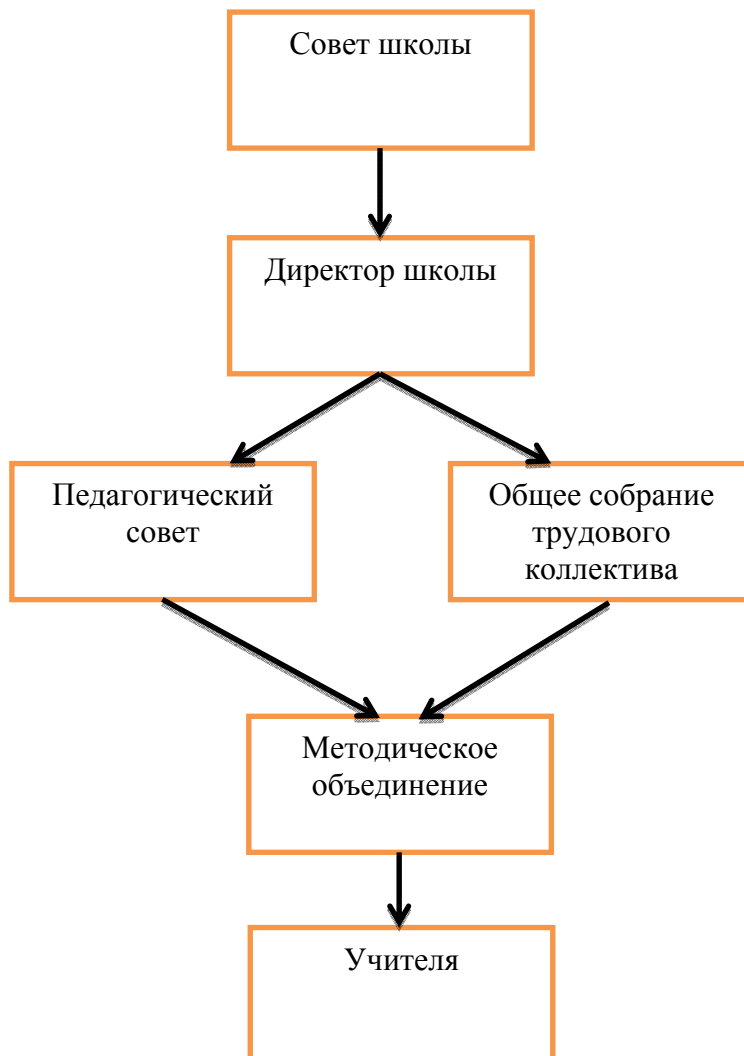 Совет школы
Директор школы
Педагогический
совет
Общее собрание
трудового
коллектива
Методическое
объединение
Учителя